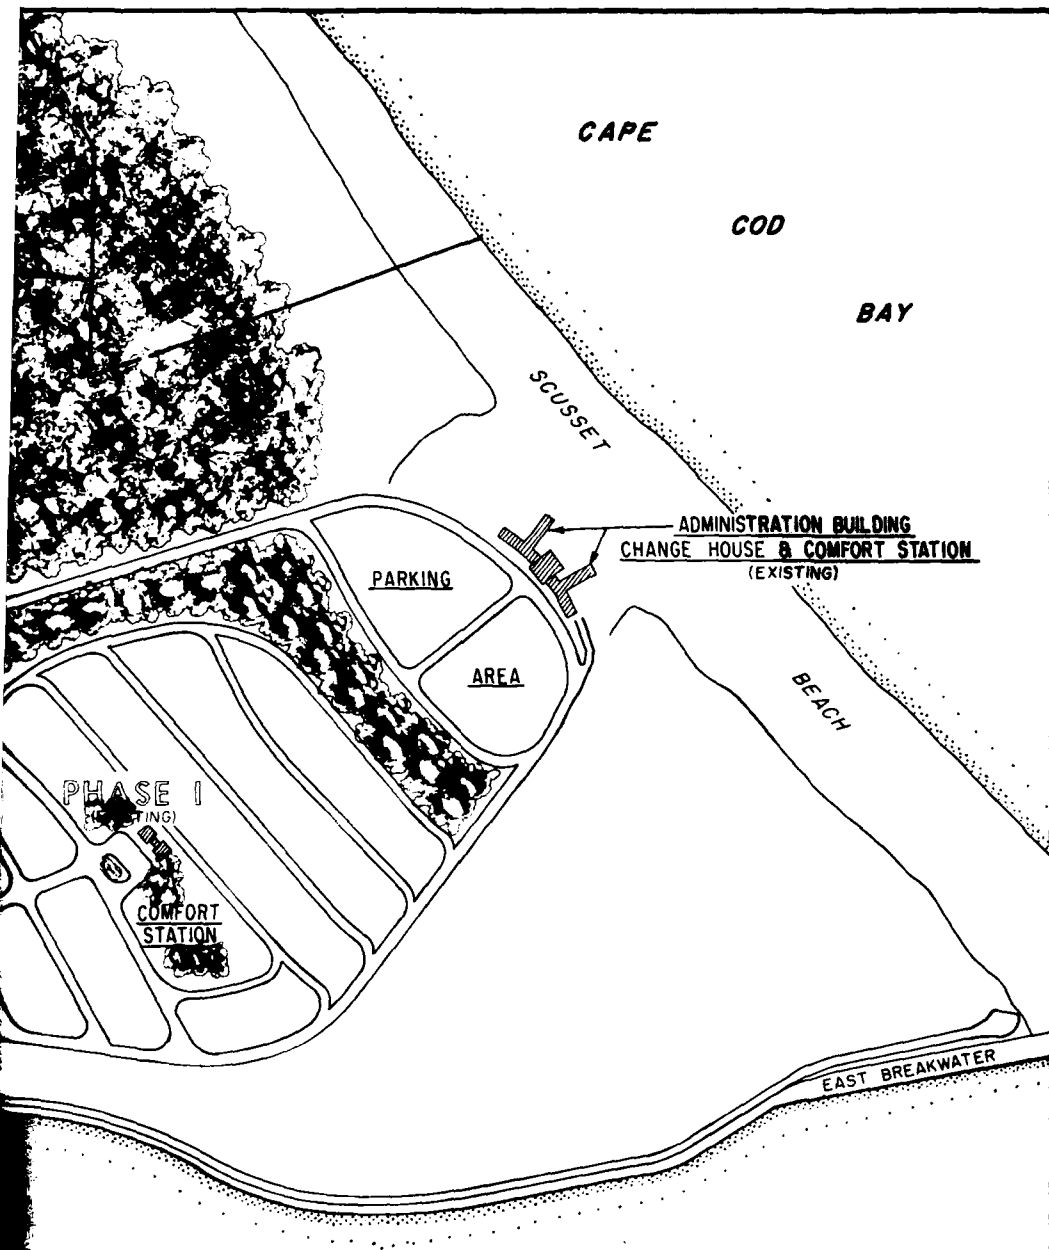 CAPE
COD
BAY
SCUSSET
ADMINISTRATION BUILDING
CHANGE HOUSE & COMFORT STATION
(EXISTING)
PARKING
AREA
BEACH
PHASE I
COMFORT
STATION
EAST BREAKWATER